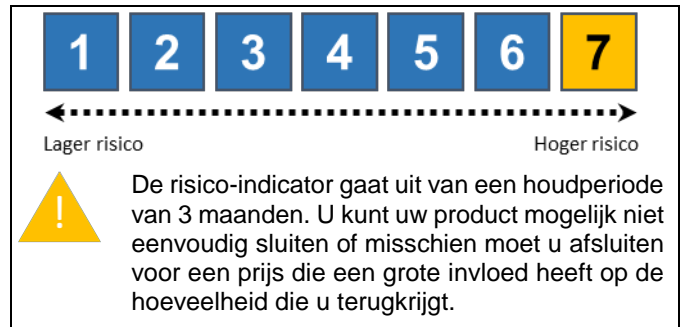 1 2 3 4 5 6 7
Lager risico Hoger risico
!
De risico-indicator gaat uit van een houdperiode
van 3 maanden. U kunt uw product mogelijk niet
eenvoudig sluiten of misschien moet u afsluiten
voor een prijs die een grote invloed heeft op de
hoeveelheid die u terugkrijgt.